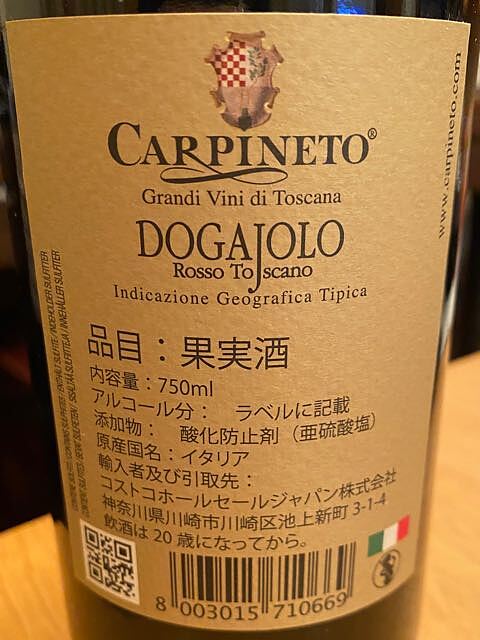 CARPINETO®
Grandi Vini di Toscana
DOGAJOLO
Rosso Toscano
Indicazione Geografica Tipica
www.carpineto.com
品目：果実酒
内容量：750ml
アルコール分： ラベルに記載
添加物： 酸化防止剤（亜硫酸塩）
原産国名：イタリア
輸入者及び引取先：
コストコホールセールジャパン株式会社
神奈川県川崎市川崎区池上新町 3-1-4
飲酒は 20 歳になってから。
8 003015 710669